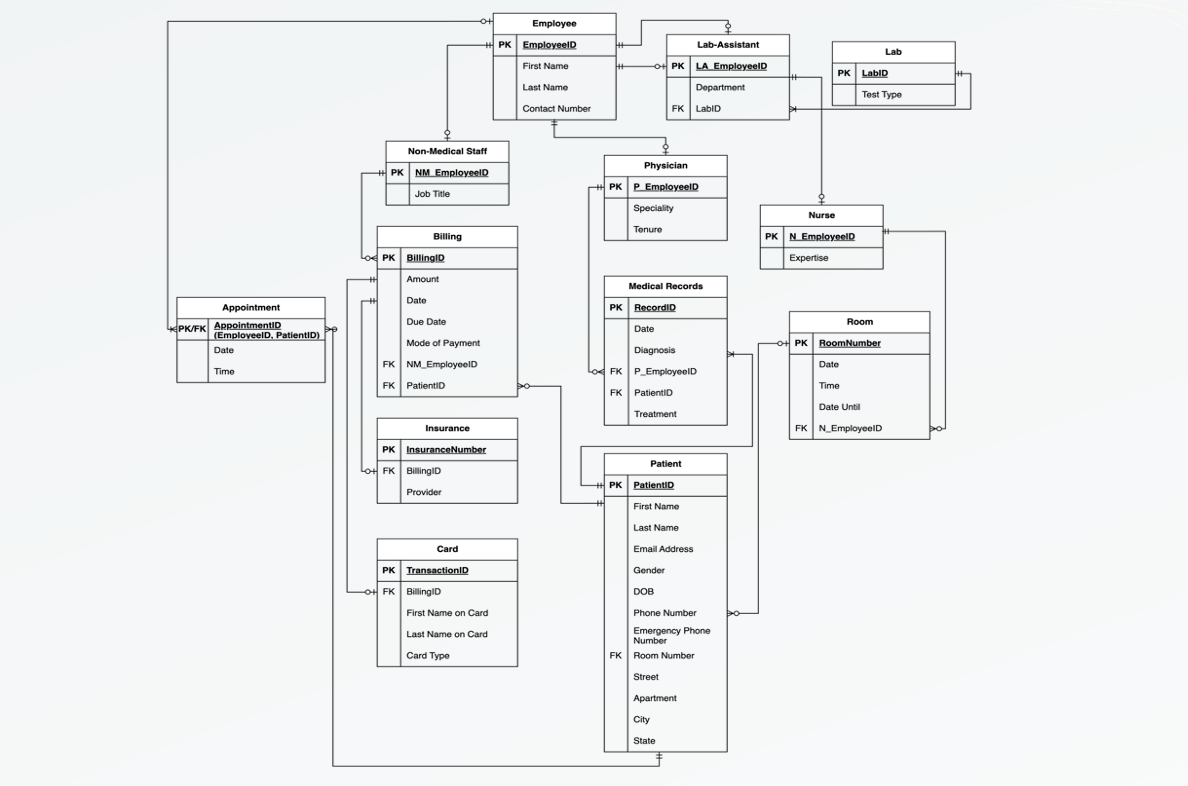 Employee
PK EmployeeID
First Name
Last Name
Contact Number
Lab-Assistant
PK LA_EmployeeID
Department
FK LabID
Lab
PK LabID
Test Type
Non-Medical Staff
PK NM_EmployeeID
Job Title
Physician
PK P_EmployeeID
Speciality
Tenure
Nurse
PK N_EmployeeID
Expertise
Billing
PK BillingID
Amount
Date
Due Date
Mode of Payment
FK NM_EmployeeID
FK PatientID
Medical Records
PK RecordID
Date
Diagnosis
FK P_EmployeeID
FK PatientID
Treatment
Appointment
PK/FK AppointmentID
(EmployeeID, PatientID)
Date
Time
Room
PK RoomNumber
Date
Time
Date Until
FK N_EmployeeID
Insurance
PK InsuranceNumber
FK BillingID
Provider
Patient
PK PatientID
First Name
Last Name
Email Address
Gender
DOB
Phone Number
Emergency Phone
Number
FK Room Number
Street
Apartment
City
State
Card
PK TransactionID
FK BillingID
First Name on Card
Last Name on Card
Card Type